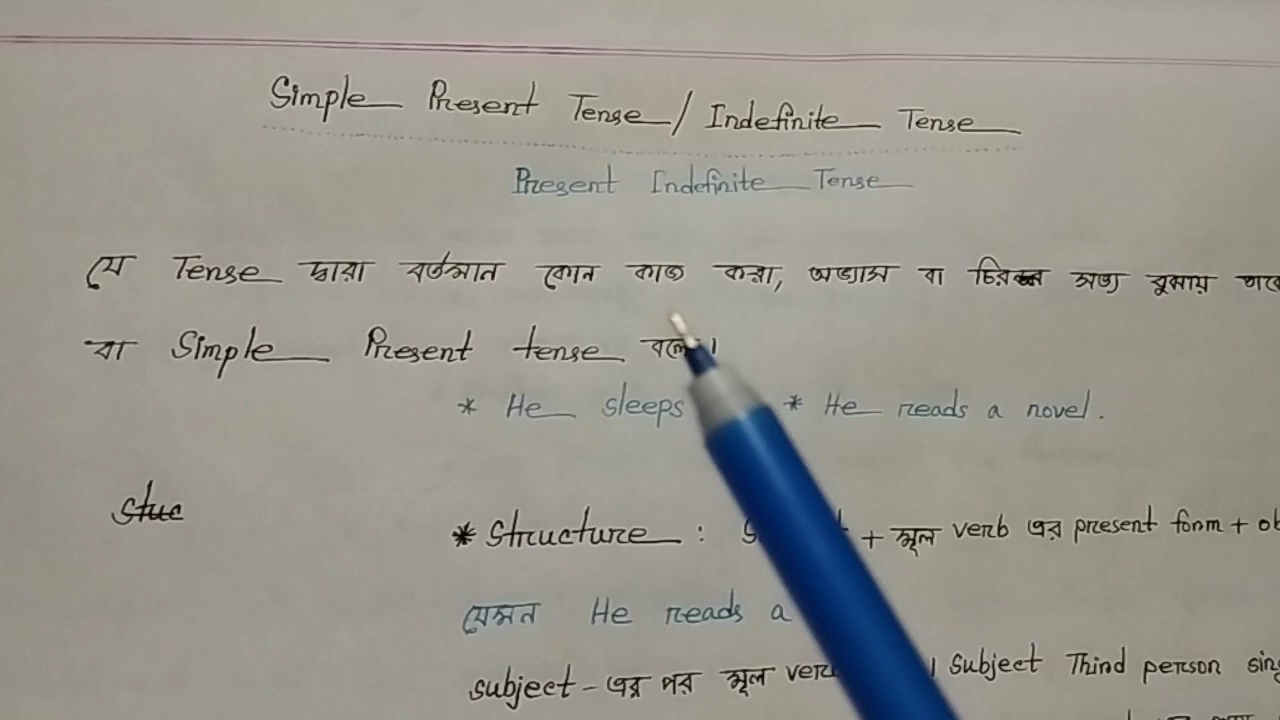 Simple Present Tense / Indefinite Tense
Present Indefinite Tense
যে Tense দ্বারা বর্তমান কোন কাজ করা, অভ্যাস বা চিরন্তন সত্য বুঝায়
বা Simple Present tense বলে।
* He sleeps * He reads a novel.
Stuc
* Structure : + মূল verb এর present form +
যেমন He reads a
subject - এর পর মূল । Subject Third person